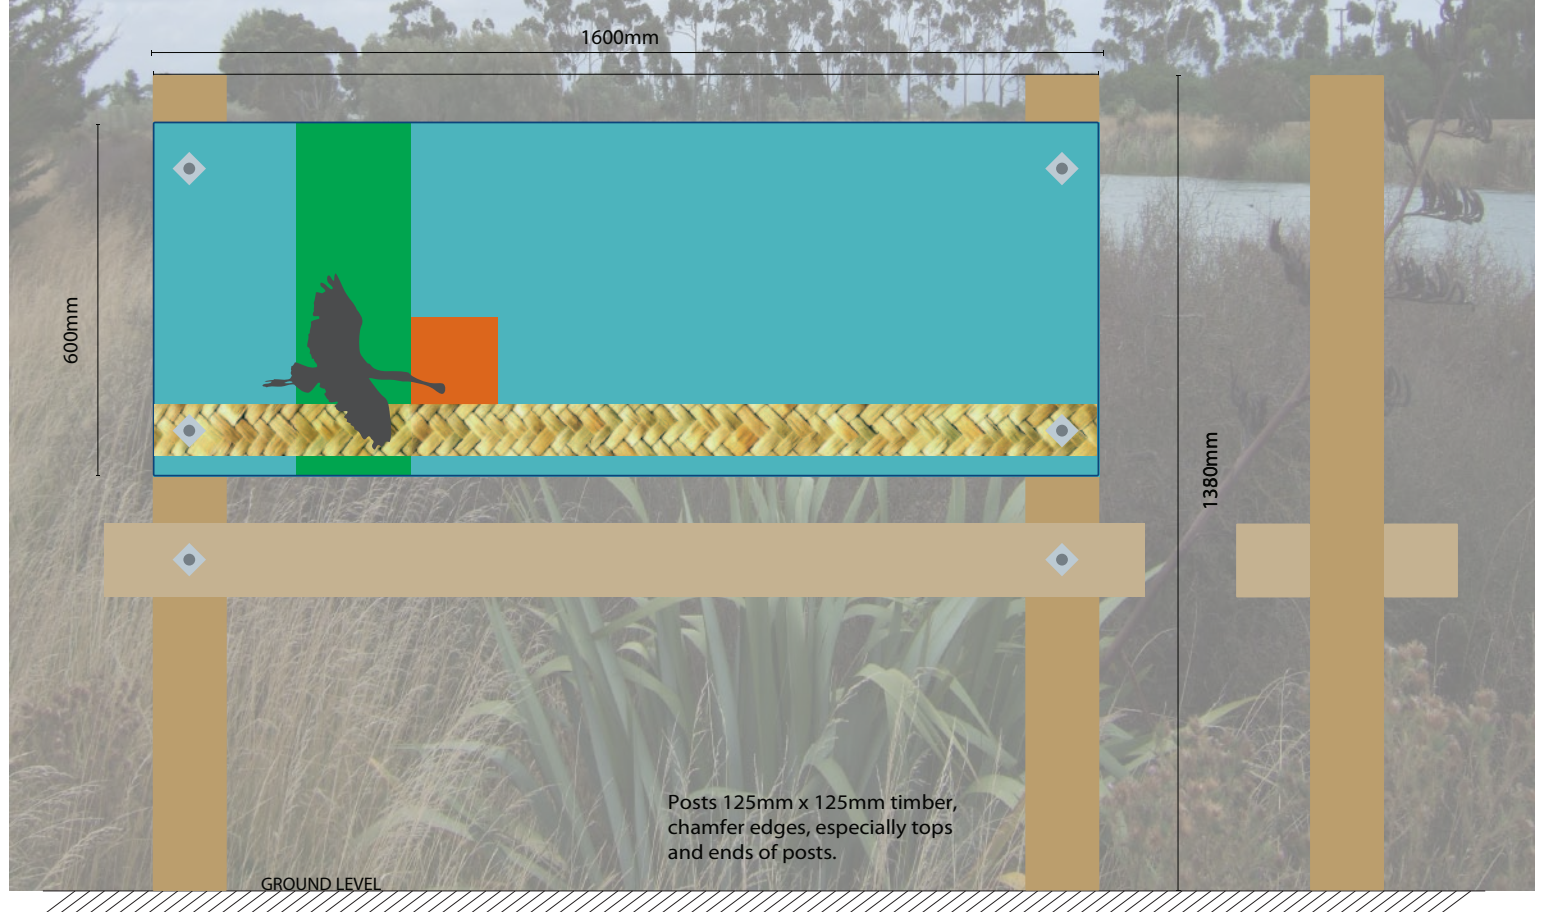 1600mm
600mm
1380mm
Posts 125mm x 125mm timber,
chamfer edges, especially tops
and ends of posts.
GROUND LEVEL